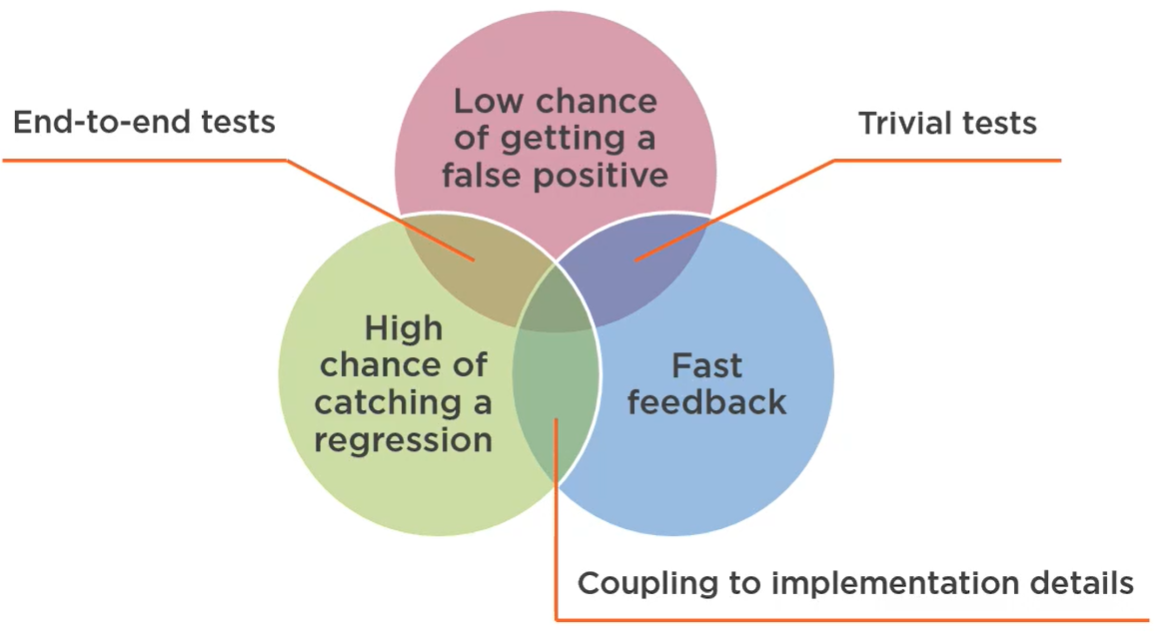 Low chance
of getting a
false positive
End-to-end tests
Trivial tests
High
chance of
catching a
regression
Fast
feedback
Coupling to implementation details